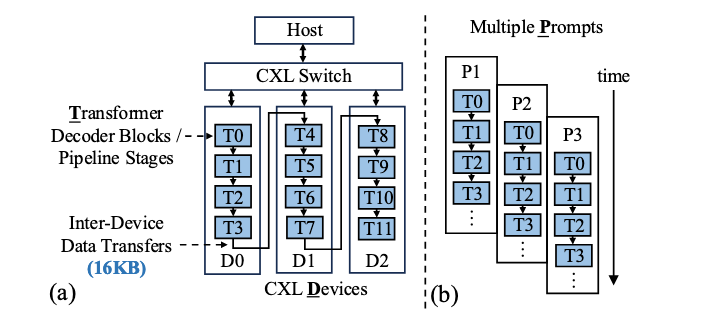 Host
CXL Switch
Transformer
Decoder Blocks /
Pipeline Stages
T0
T1
T2
T3
T4
T5
T6
T7
T8
T9
T10
T11
Inter-Device
Data Transfers
(16KB)
D0
D1
D2
(a)
CXL Devices
Multiple Prompts
time
P1
T0
T1
T2
T3
⋮
P2
T0
T1
T2
T3
⋮
P3
T0
T1
T2
T3
⋮
(b)